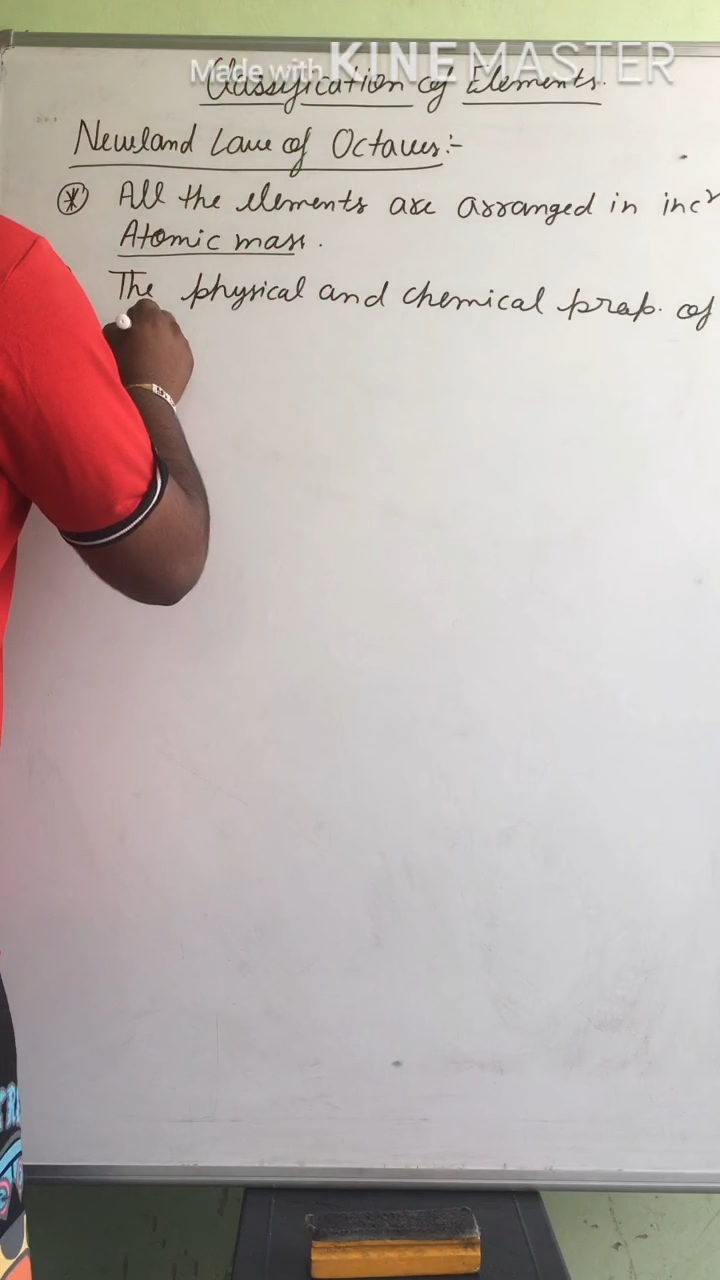 Made with KINEMASTER
Classification of Elements.
Newland Law of Octaves:-
All the elements are arranged in incr
Atomic mass.
The physical and chemical prop. of